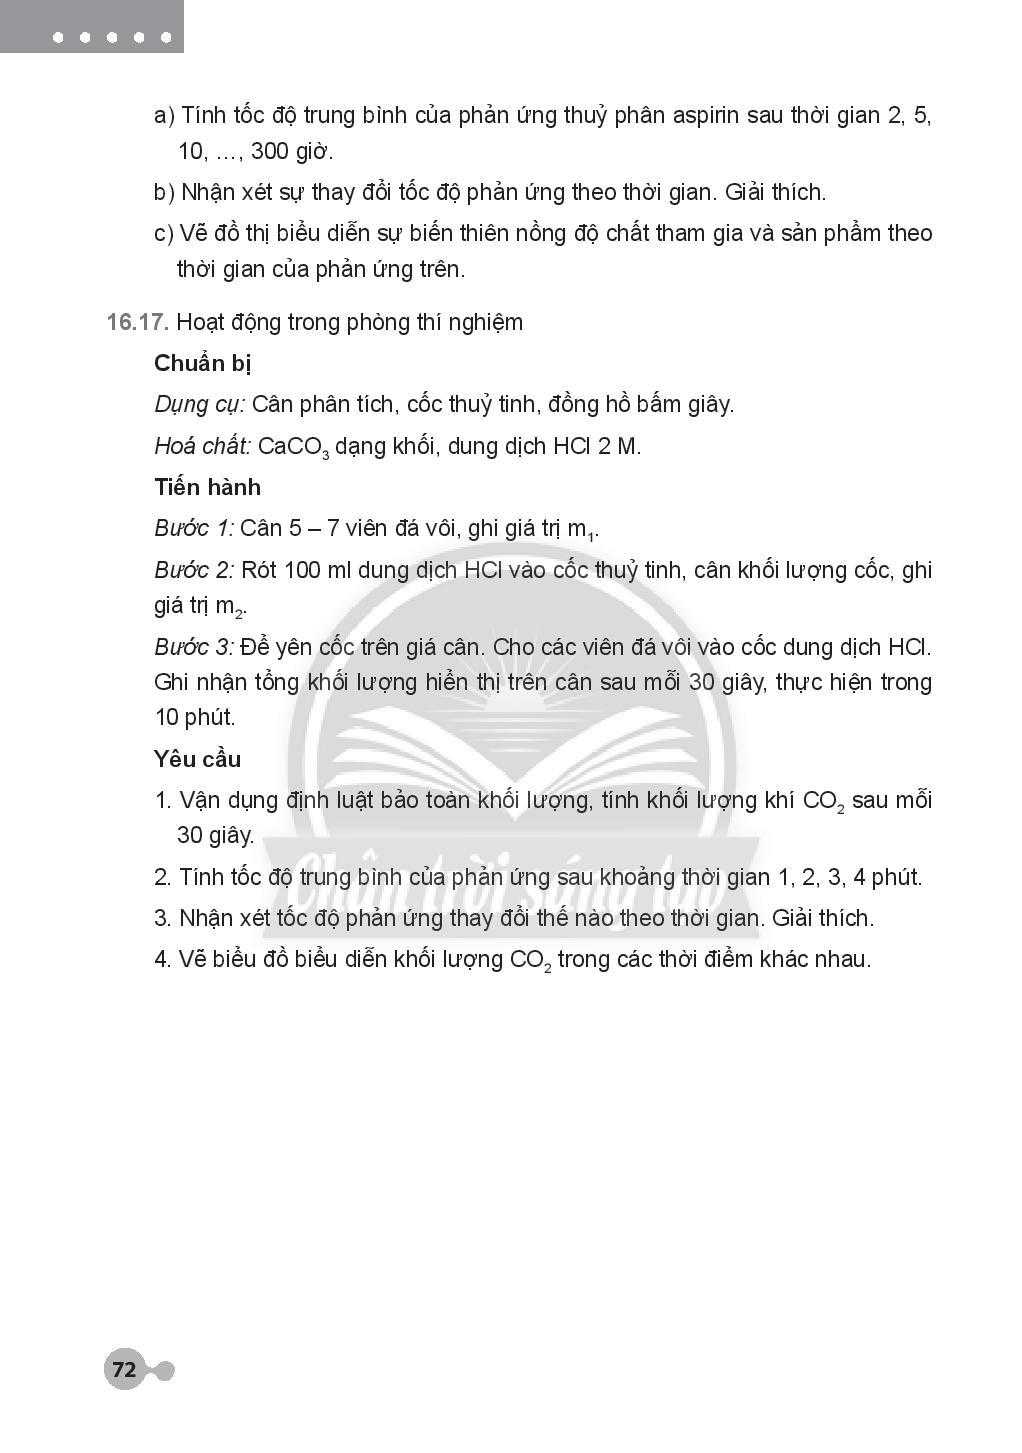 a) Tính tốc độ trung bình của phản ứng thuỷ phân aspirin sau thời gian 2, 5,
10, ..., 300 giờ.
b) Nhận xét sự thay đổi tốc độ phản ứng theo thời gian. Giải thích.
c) Vẽ đồ thị biểu diễn sự biến thiên nồng độ chất tham gia và sản phẩm theo
thời gian của phản ứng trên.
16.17. Hoạt động trong phòng thí nghiệm
Chuẩn bị
Dụng cụ: Cân phân tích, cốc thuỷ tinh, đồng hồ bấm giây.
Hoá chất: CaCO₃ dạng khối, dung dịch HCl 2 M.
Tiến hành
Bước 1: Cân 5 – 7 viên đá vôi, ghi giá trị m₁.
Bước 2: Rót 100 ml dung dịch HCl vào cốc thuỷ tinh, cân khối lượng cốc, ghi
giá trị m₂.
Bước 3: Để yên cốc trên giá cân. Cho các viên đá vôi vào cốc dung dịch HCl.
Ghi nhận tổng khối lượng hiển thị trên cân sau mỗi 30 giây, thực hiện trong
10 phút.
Yêu cầu
1. Vận dụng định luật bảo toàn khối lượng, tính khối lượng khí CO₂ sau mỗi
30 giây.
Chân trời sáng tạo
2. Tính tốc độ trung bình của phản ứng sau khoảng thời gian 1, 2, 3, 4 phút.
3. Nhận xét tốc độ phản ứng thay đổi thế nào theo thời gian. Giải thích.
4. Vẽ biểu đồ biểu diễn khối lượng CO₂ trong các thời điểm khác nhau.
72